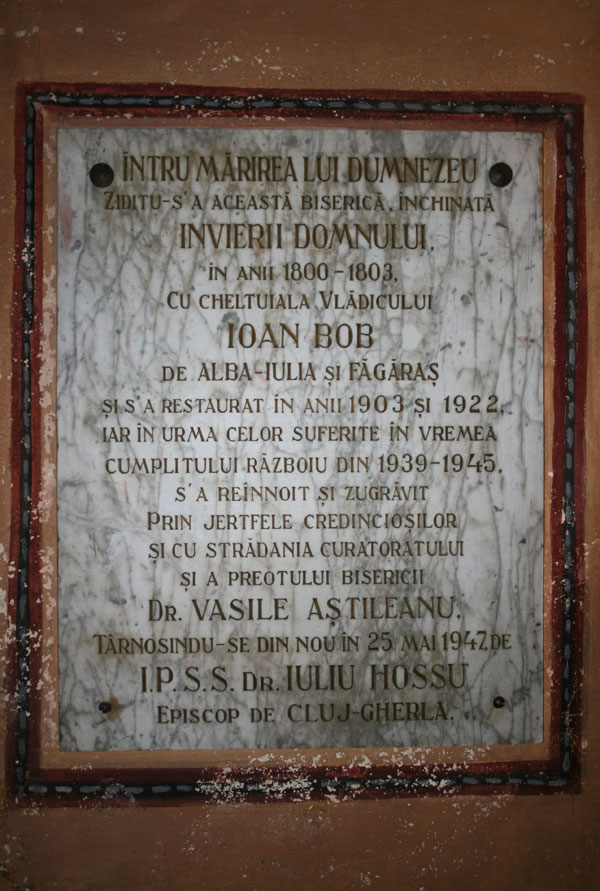 ÎNTRU MĂRIREA LUI DUMNEZEU
ZIDITU-S'A ACEASTĂ BISERICĂ, ÎNCHINATĂ
INVIERII DOMNULUI,
ÎN ANII 1800-1803,
CU CHELTUIALA VLĂDICULUI
IOAN BOB
DE ALBA-IULIA ȘI FĂGĂRAȘ
ȘI S'A RESTAURAT ÎN ANII 1903 ȘI 1922,
IAR ÎN URMA CELOR SUFERITE ÎN VREMEA
CUMPLITULUI RĂZBOIU DIN 1939-1945,
S'A REÎNNOIT ȘI ZUGRĂVIT
PRIN JERTFELE CREDINCIOȘILOR
ȘI CU STRĂDANIA CURATORATULUI
ȘI A PREOTULUI BISERICII
DR. VASILE AȘTILEANU,
TÂRNOSINDU-SE DIN NOU ÎN 25 MAI 1947. DE
I.P.S.S. DR. IULIU HOSSU
EPISCOP DE CLUJ-GHERLA.